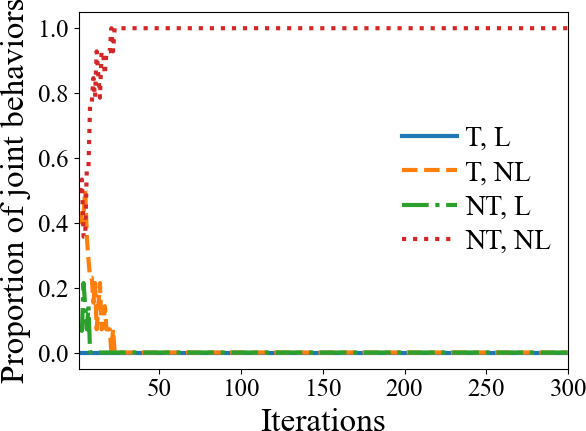 Proportion of joint behaviors
1.0
0.8
0.6
0.4
0.2
0.0
T, L
T, NL
NT, L
NT, NL
50
100
150
200
250
300
Iterations